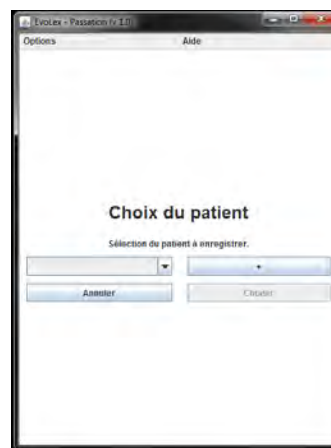 EvoLex - Passation (v 1.0)
Options Aide
Choix du patient
Sélection du patient à enregistrer.
+
Annuler Choisir